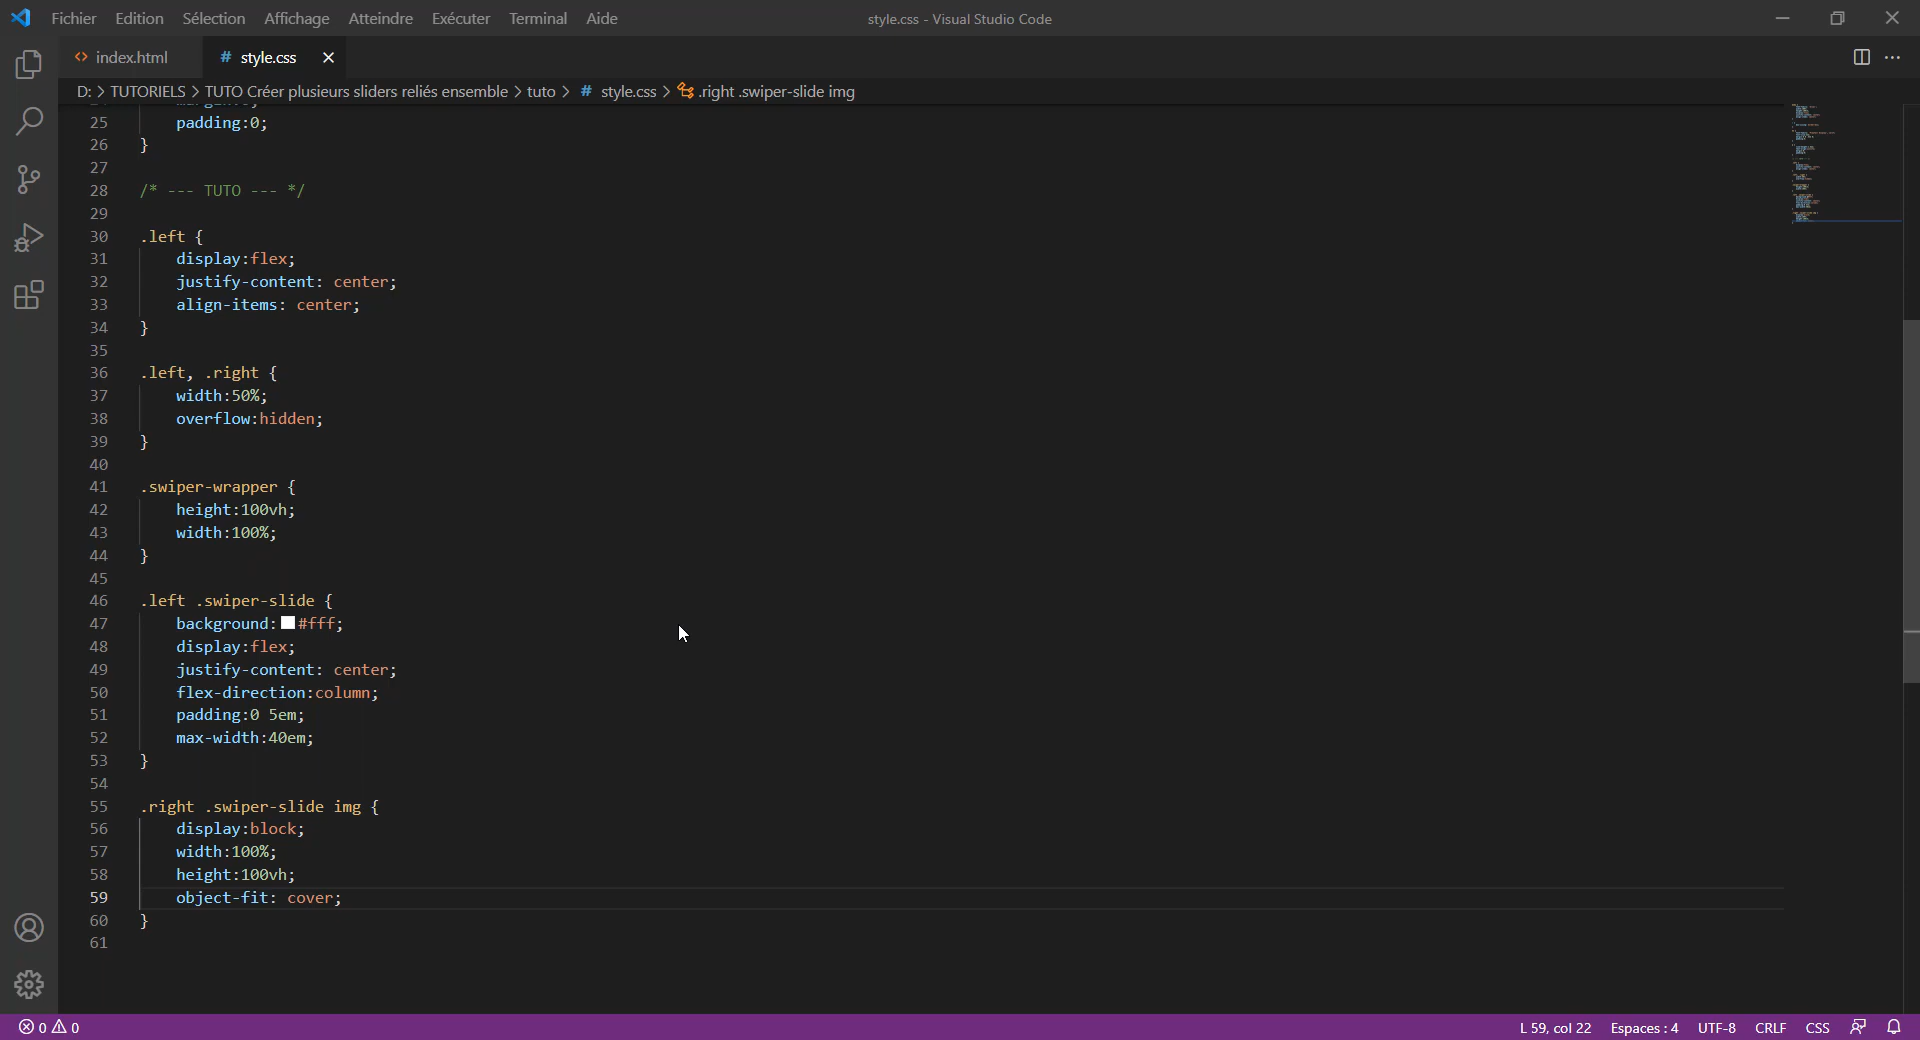 Fichier Edition Sélection Affichage Atteindre Exécuter Terminal Aide
style.css - Visual Studio Code
index.html
# style.css
D: > TUTORIELS > TUTO Créer plusieurs sliders reliés ensemble > tuto > # style.css > .right .swiper-slide img
25 padding:0;
26 }
27
28 /* --- TUTO --- */
29
30 .left {
31 display:flex;
32 justify-content: center;
33 align-items: center;
34 }
35
36 .left, .right {
37 width:50%;
38 overflow:hidden;
39 }
40
41 .swiper-wrapper {
42 height:100vh;
43 width:100%;
44 }
45
46 .left .swiper-slide {
47 background: #fff;
48 display:flex;
49 justify-content: center;
50 flex-direction:column;
51 padding:0 5em;
52 max-width:40em;
53 }
54
55 .right .swiper-slide img {
56 display:block;
57 width:100%;
58 height:100vh;
59 object-fit: cover;
60 }
61
0 0
L 59, col 22 Espaces : 4 UTF-8 CRLF CSS